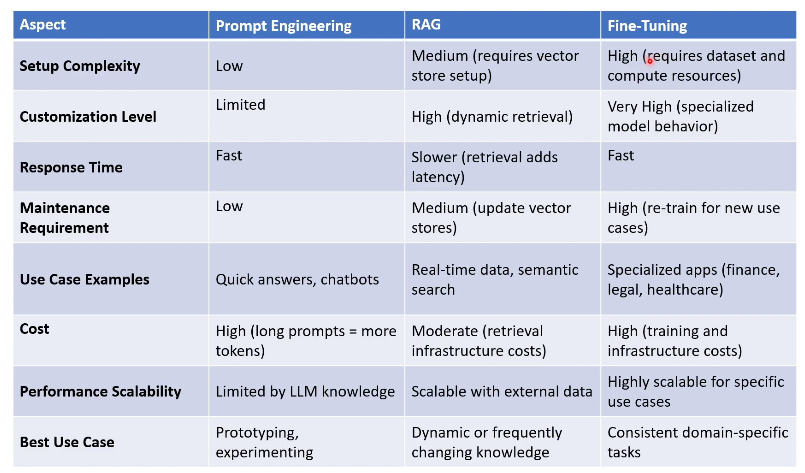 Aspect Prompt Engineering RAG Fine-Tuning
Setup Complexity Low Medium (requires vector store setup) High (requires dataset and compute resources)
Customization Level Limited High (dynamic retrieval) Very High (specialized model behavior)
Response Time Fast Slower (retrieval adds latency) Fast
Maintenance Requirement Low Medium (update vector stores) High (re-train for new use cases)
Use Case Examples Quick answers, chatbots Real-time data, semantic search Specialized apps (finance, legal, healthcare)
Cost High (long prompts = more tokens) Moderate (retrieval infrastructure costs) High (training and infrastructure costs)
Performance Scalability Limited by LLM knowledge Scalable with external data Highly scalable for specific use cases
Best Use Case Prototyping, experimenting Dynamic or frequently changing knowledge Consistent domain-specific tasks